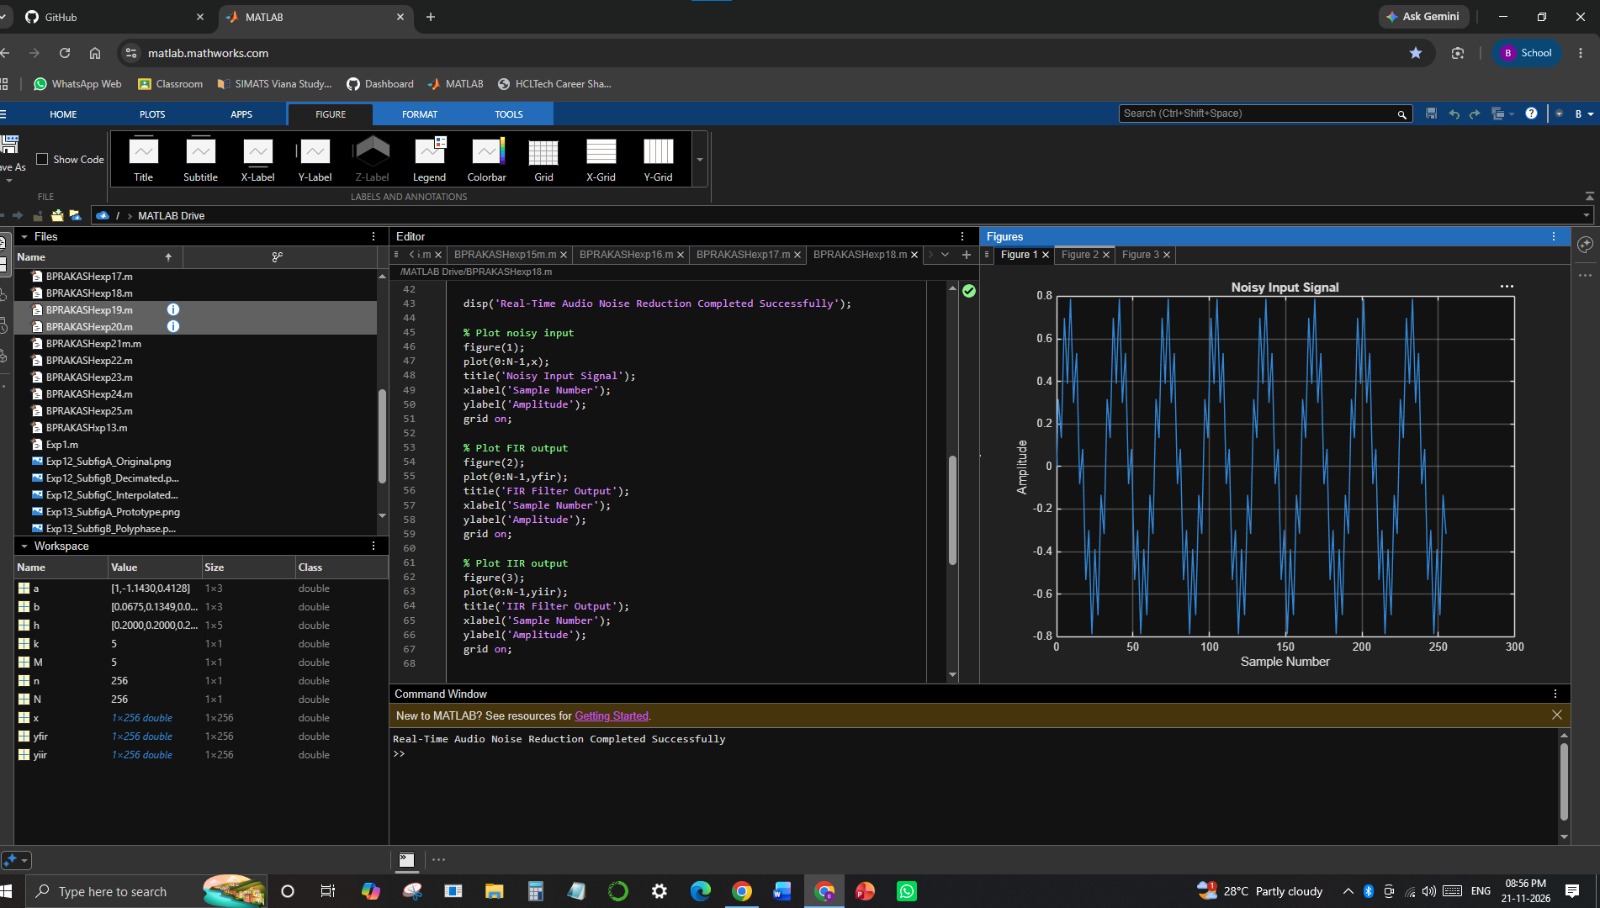 GitHub
MATLAB
Ask Gemini
matlab.mathworks.com
B School
WhatsApp Web
Classroom
SIMATS Viana Study...
Dashboard
MATLAB
HCLTech Career Sha...
HOME PLOTS APPS FIGURE FORMAT TOOLS
Search (Ctrl+Shift+Space)
B
Show Code
Save As
Title Subtitle X-Label Y-Label Z-Label Legend Colorbar Grid X-Grid Y-Grid
FILE
LABELS AND ANNOTATIONS
/ › MATLAB Drive
Files
Name
BPRAKASHexp17.m
BPRAKASHexp18.m
BPRAKASHexp19.m
BPRAKASHexp20.m
BPRAKASHexp21m.m
BPRAKASHexp22.m
BPRAKASHexp23.m
BPRAKASHexp24.m
BPRAKASHexp25.m
BPRAKASHxp13.m
Exp1.m
Exp12_SubfigA_Original.png
Exp12_SubfigB_Decimated.p...
Exp12_SubfigC_Interpolated...
Exp13_SubfigA_Prototype.png
Exp13_SubfigB_Polyphase.p...
Workspace
Name Value Size Class
a [1,-1.1430,0.4128] 1×3 double
b [0.0675,0.1349,0.0... 1×3 double
h [0.2000,0.2000,0.2... 1×5 double
k 5 1×1 double
M 5 1×1 double
n 256 1×1 double
N 256 1×1 double
x 1×256 double 1×256 double
yfir 1×256 double 1×256 double
yiir 1×256 double 1×256 double
Editor
i.m BPRAKASHexp15m.m BPRAKASHexp16.m BPRAKASHexp17.m BPRAKASHexp18.m
/MATLAB Drive/BPRAKASHexp18.m
42
43 disp('Real-Time Audio Noise Reduction Completed Successfully');
44
45 % Plot noisy input
46 figure(1);
47 plot(0:N-1,x);
48 title('Noisy Input Signal');
49 xlabel('Sample Number');
50 ylabel('Amplitude');
51 grid on;
52
53 % Plot FIR output
54 figure(2);
55 plot(0:N-1,yfir);
56 title('FIR Filter Output');
57 xlabel('Sample Number');
58 ylabel('Amplitude');
59 grid on;
60
61 % Plot IIR output
62 figure(3);
63 plot(0:N-1,yiir);
64 title('IIR Filter Output');
65 xlabel('Sample Number');
66 ylabel('Amplitude');
67 grid on;
68
Figures
Figure 1 Figure 2 Figure 3
Noisy Input Signal
0.8
0.6
0.4
0.2
0
-0.2
-0.4
-0.6
-0.8
Amplitude
0 50 100 150 200 250 300
Sample Number
Command Window
New to MATLAB? See resources for Getting Started.
Real-Time Audio Noise Reduction Completed Successfully
>>
Type here to search
28°C Partly cloudy
ENG
08:56 PM
21-11-2026